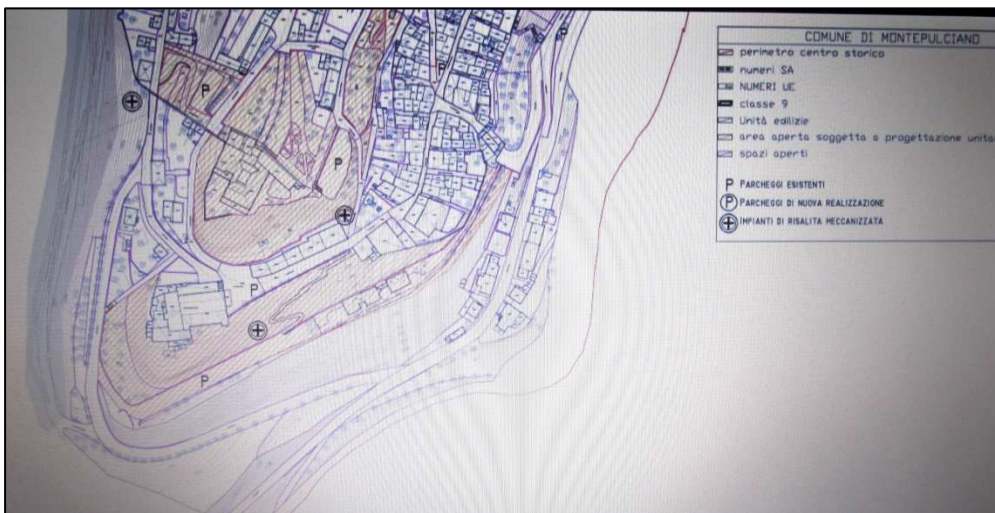 COMUNE DI MONTEPULCIANO
perimetro centro storico
numeri SA
NUMERI UE
classe 9
Unità edilizie
area aperta soggetta a progettazione unita
spazi aperti
P PARCHEGGI ESISTENTI
P PARCHEGGI DI NUOVA REALIZZAZIONE
IMPIANTI DI RISALITA MECCANIZZATA
P
P
P
P
P
P